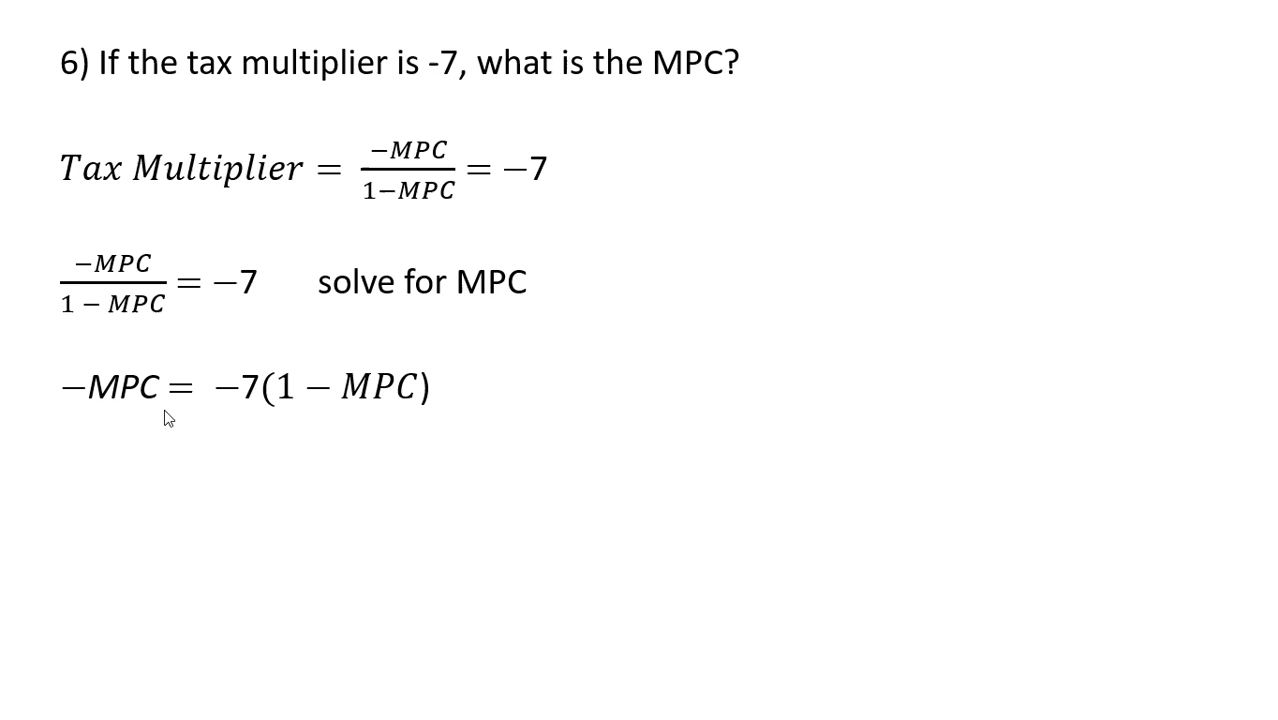 6) If the tax multiplier is -7, what is the MPC?
Tax Multiplier = −MPC / 1−MPC = −7
−MPC / 1 − MPC = −7 solve for MPC
−MPC = −7(1 − MPC)